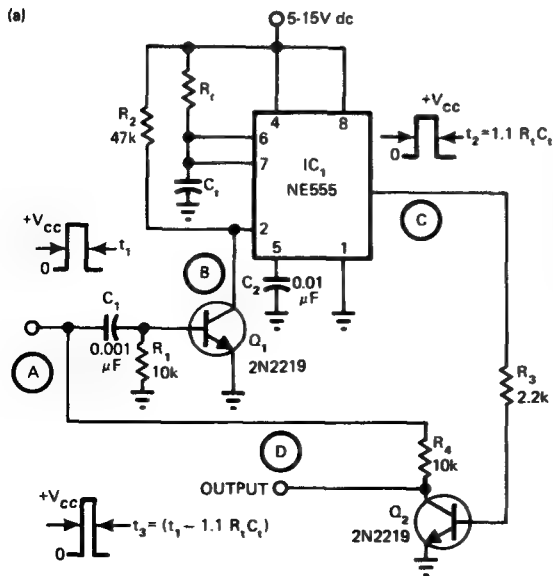 (a)
5-15V dc
R₂
47k
Rₜ
4
8
6
7
IC₁
NE555
+Vcc
0
t₂=1.1 RₜCₜ
Cₜ
2
5
1
C
+Vcc
0
t₁
B
C₂
0.01
μF
C₁
0.001
μF
R₁
10k
Q₁
2N2219
A
R₃
2.2k
D
R₄
10k
OUTPUT
Q₂
2N2219
+Vcc
0
t₃ = (t₁ − 1.1 RₜCₜ)